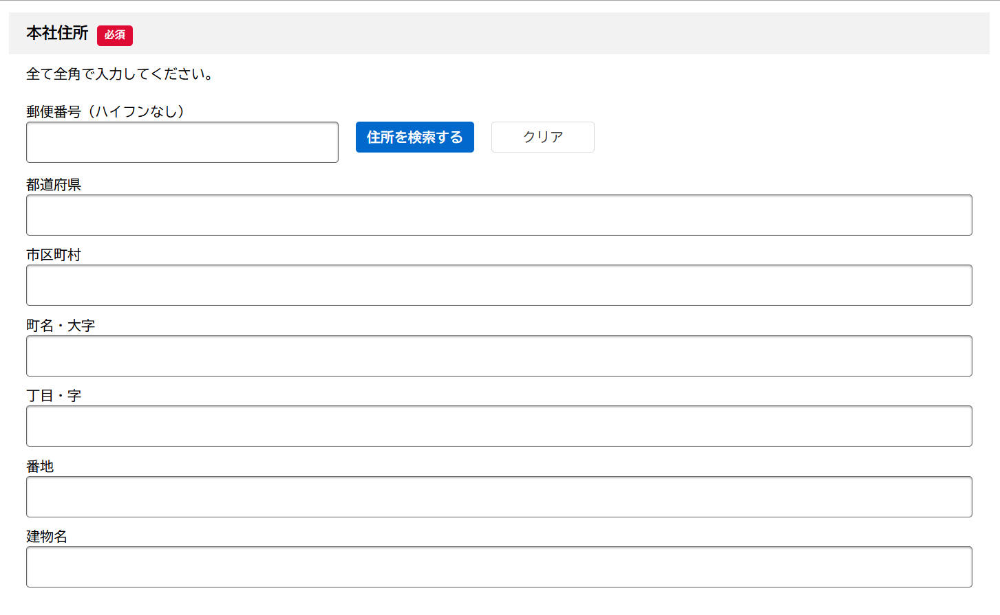 本社住所 必須
全て全角で入力してください。
郵便番号（ハイフンなし）
住所を検索する クリア
都道府県
市区町村
町名・大字
丁目・字
番地
建物名